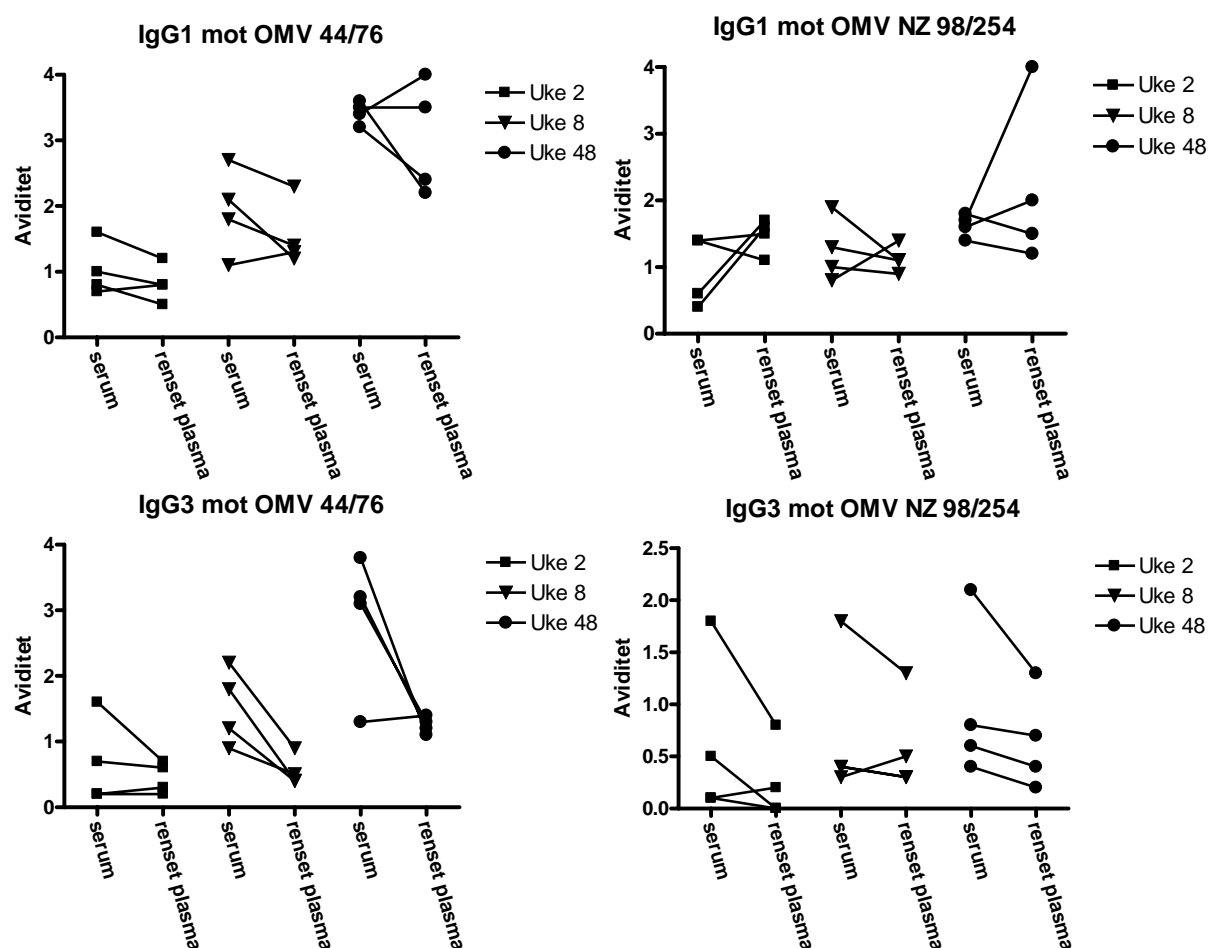 IgG1 mot OMV 44/76
Aviditet
4
3
2
1
0
serum
renset plasma
serum
renset plasma
serum
renset plasma
Uke 2
Uke 8
Uke 48
IgG1 mot OMV NZ 98/254
Aviditet
4
3
2
1
0
serum
renset plasma
serum
renset plasma
serum
renset plasma
Uke 2
Uke 8
Uke 48
IgG3 mot OMV 44/76
Aviditet
4
3
2
1
0
serum
renset plasma
serum
renset plasma
serum
renset plasma
Uke 2
Uke 8
Uke 48
IgG3 mot OMV NZ 98/254
Aviditet
2.5
2.0
1.5
1.0
0.5
0.0
serum
renset plasma
serum
renset plasma
serum
renset plasma
Uke 2
Uke 8
Uke 48